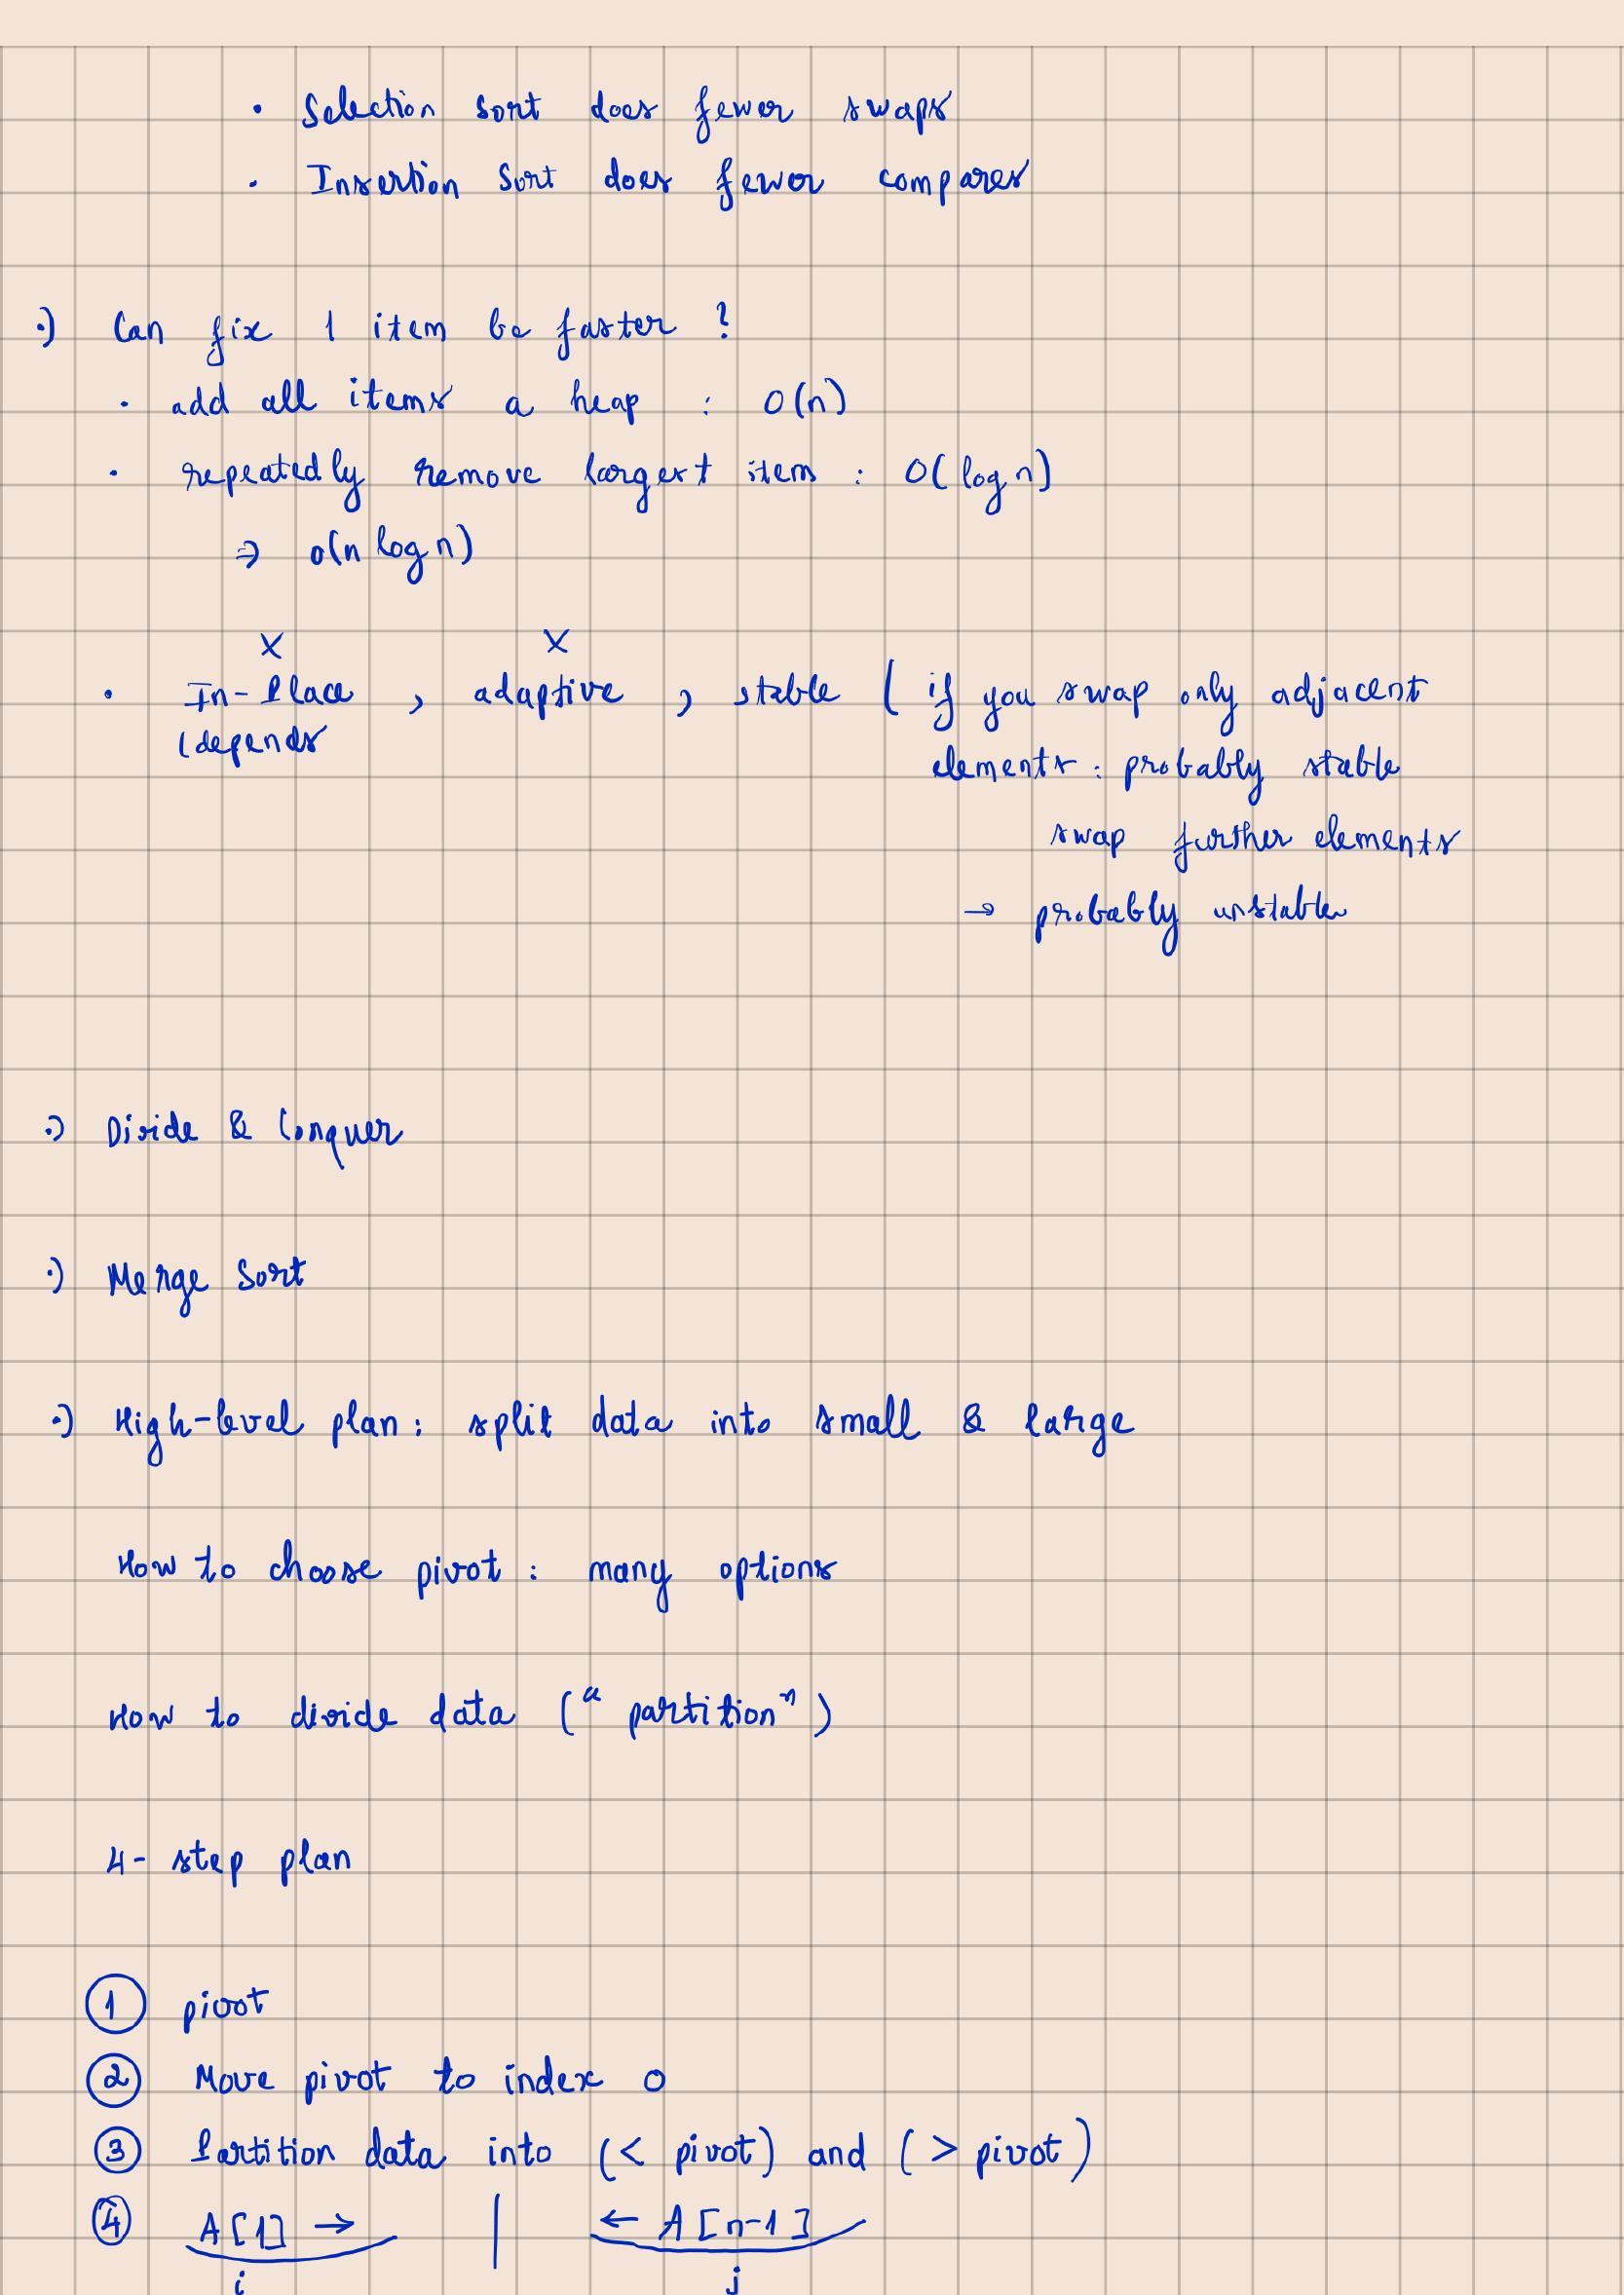 • Selection sort does fewer swaps
• Insertion Sort does fewer compares
·) Can fix 1 item be faster ?
• add all items a heap : O(n)
• repeatedly remove largest item : O(log n)
⇒ O(n log n)
X X
• In-Place , adaptive , stable ( if you swap only adjacent
(depends
elements : probably stable
swap further elements
→ probably unstable
·) Divide & Conquer
·) Merge Sort
·) High-level plan : split data into small & large
How to choose pivot : many options
How to divide data (“ partition”)
4- step plan
① pivot
② Move pivot to index 0
③ Partition data into (< pivot) and ( > pivot)
④ A[1] → | ← A[n-1]
i j